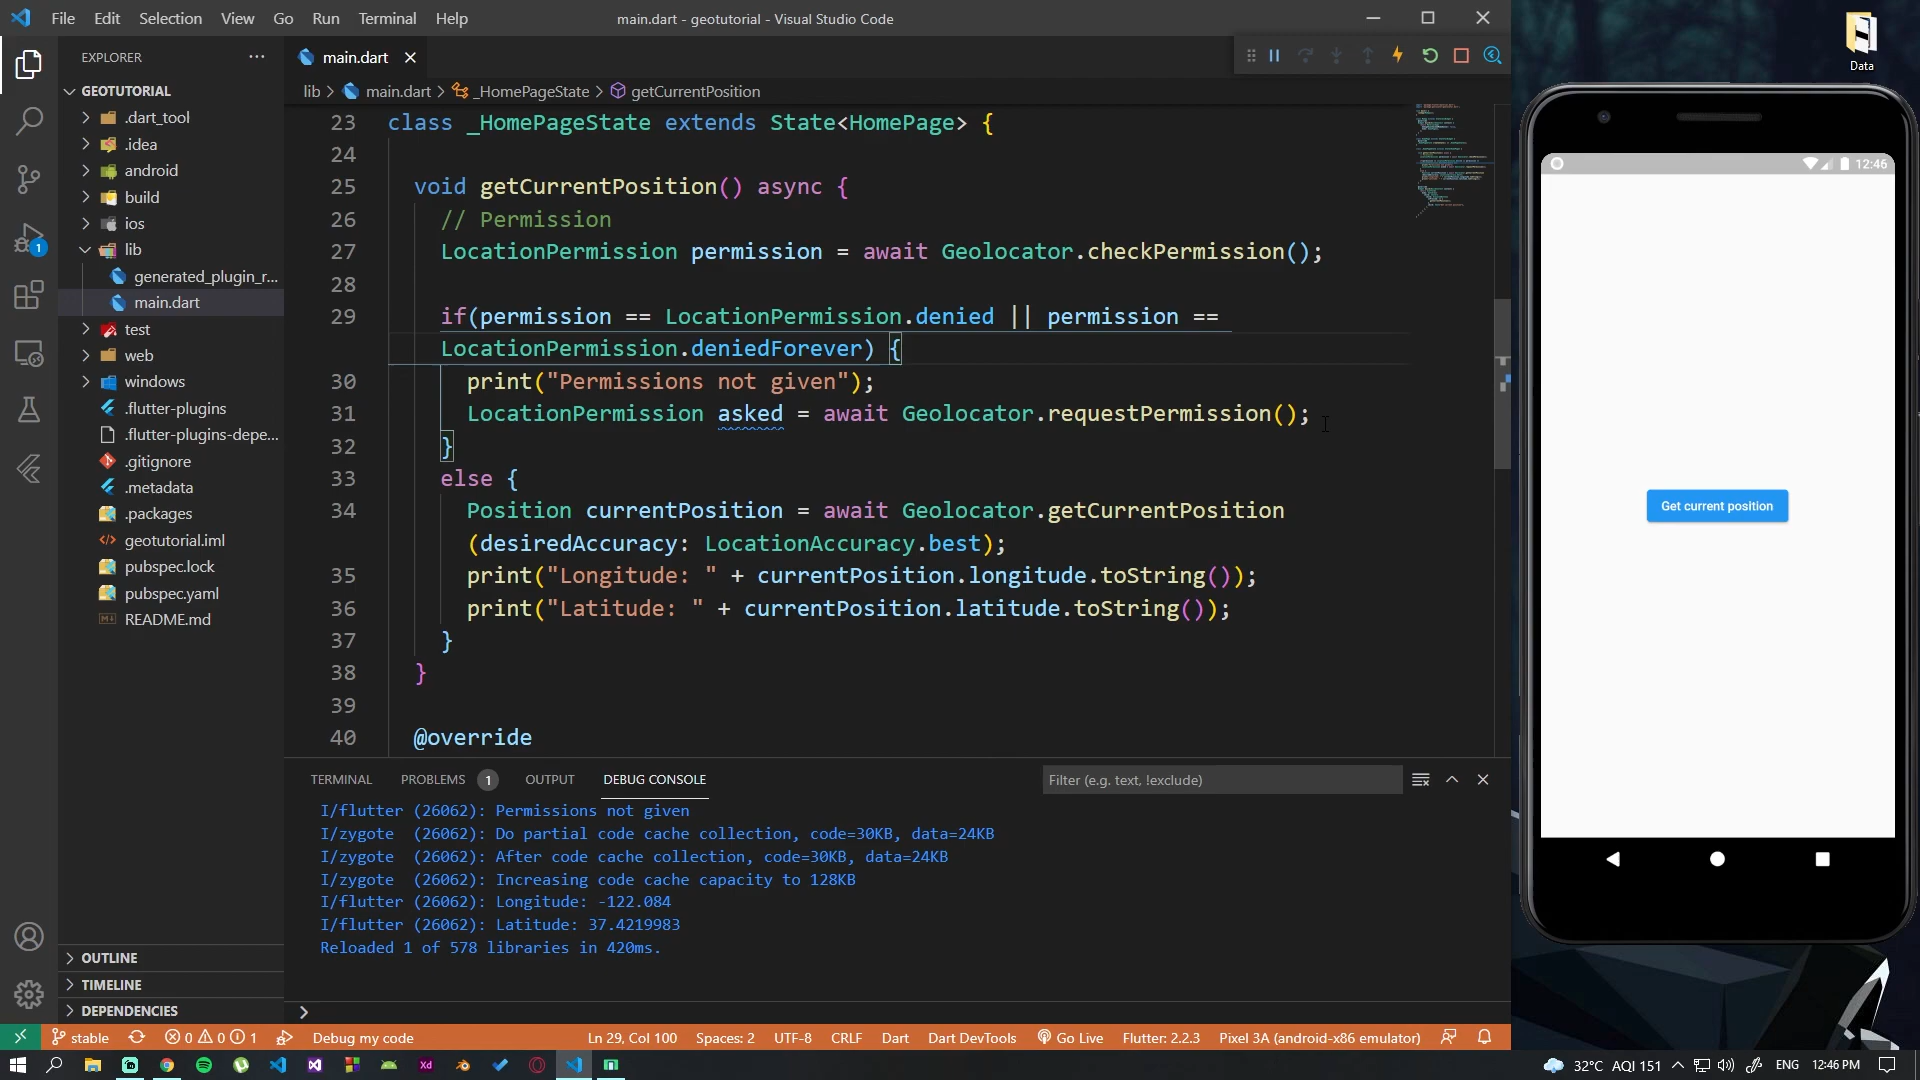 File Edit Selection View Go Run Terminal Help
main.dart - geotutorial - Visual Studio Code
Data
EXPLORER
GEOTUTORIAL
.dart_tool
.idea
android
build
ios
lib
generated_plugin_r...
main.dart
test
web
windows
.flutter-plugins
.flutter-plugins-depe...
.gitignore
.metadata
.packages
geotutorial.iml
pubspec.lock
pubspec.yaml
README.md
OUTLINE
TIMELINE
DEPENDENCIES
1
main.dart
lib > main.dart > _HomePageState > getCurrentPosition
23 class _HomePageState extends State<HomePage> {
24
25 void getCurrentPosition() async {
26 // Permission
27 LocationPermission permission = await Geolocator.checkPermission();
28
29 if(permission == LocationPermission.denied || permission ==
LocationPermission.deniedForever) {
30 print("Permissions not given");
31 LocationPermission asked = await Geolocator.requestPermission();
32 }
33 else {
34 Position currentPosition = await Geolocator.getCurrentPosition
(desiredAccuracy: LocationAccuracy.best);
35 print("Longitude: " + currentPosition.longitude.toString());
36 print("Latitude: " + currentPosition.latitude.toString());
37 }
38 }
39
40 @override
TERMINAL PROBLEMS 1 OUTPUT DEBUG CONSOLE
Filter (e.g. text, !exclude)
I/flutter (26062): Permissions not given
I/zygote (26062): Do partial code cache collection, code=30KB, data=24KB
I/zygote (26062): After code cache collection, code=30KB, data=24KB
I/zygote (26062): Increasing code cache capacity to 128KB
I/flutter (26062): Longitude: -122.084
I/flutter (26062): Latitude: 37.4219983
Reloaded 1 of 578 libraries in 420ms.
12:46
Get current position
stable 0 0 1 Debug my code Ln 29, Col 100 Spaces: 2 UTF-8 CRLF Dart Dart DevTools Go Live Flutter: 2.2.3 Pixel 3A (android-x86 emulator)
Xd 32°C AQI 151 ENG 12:46 PM